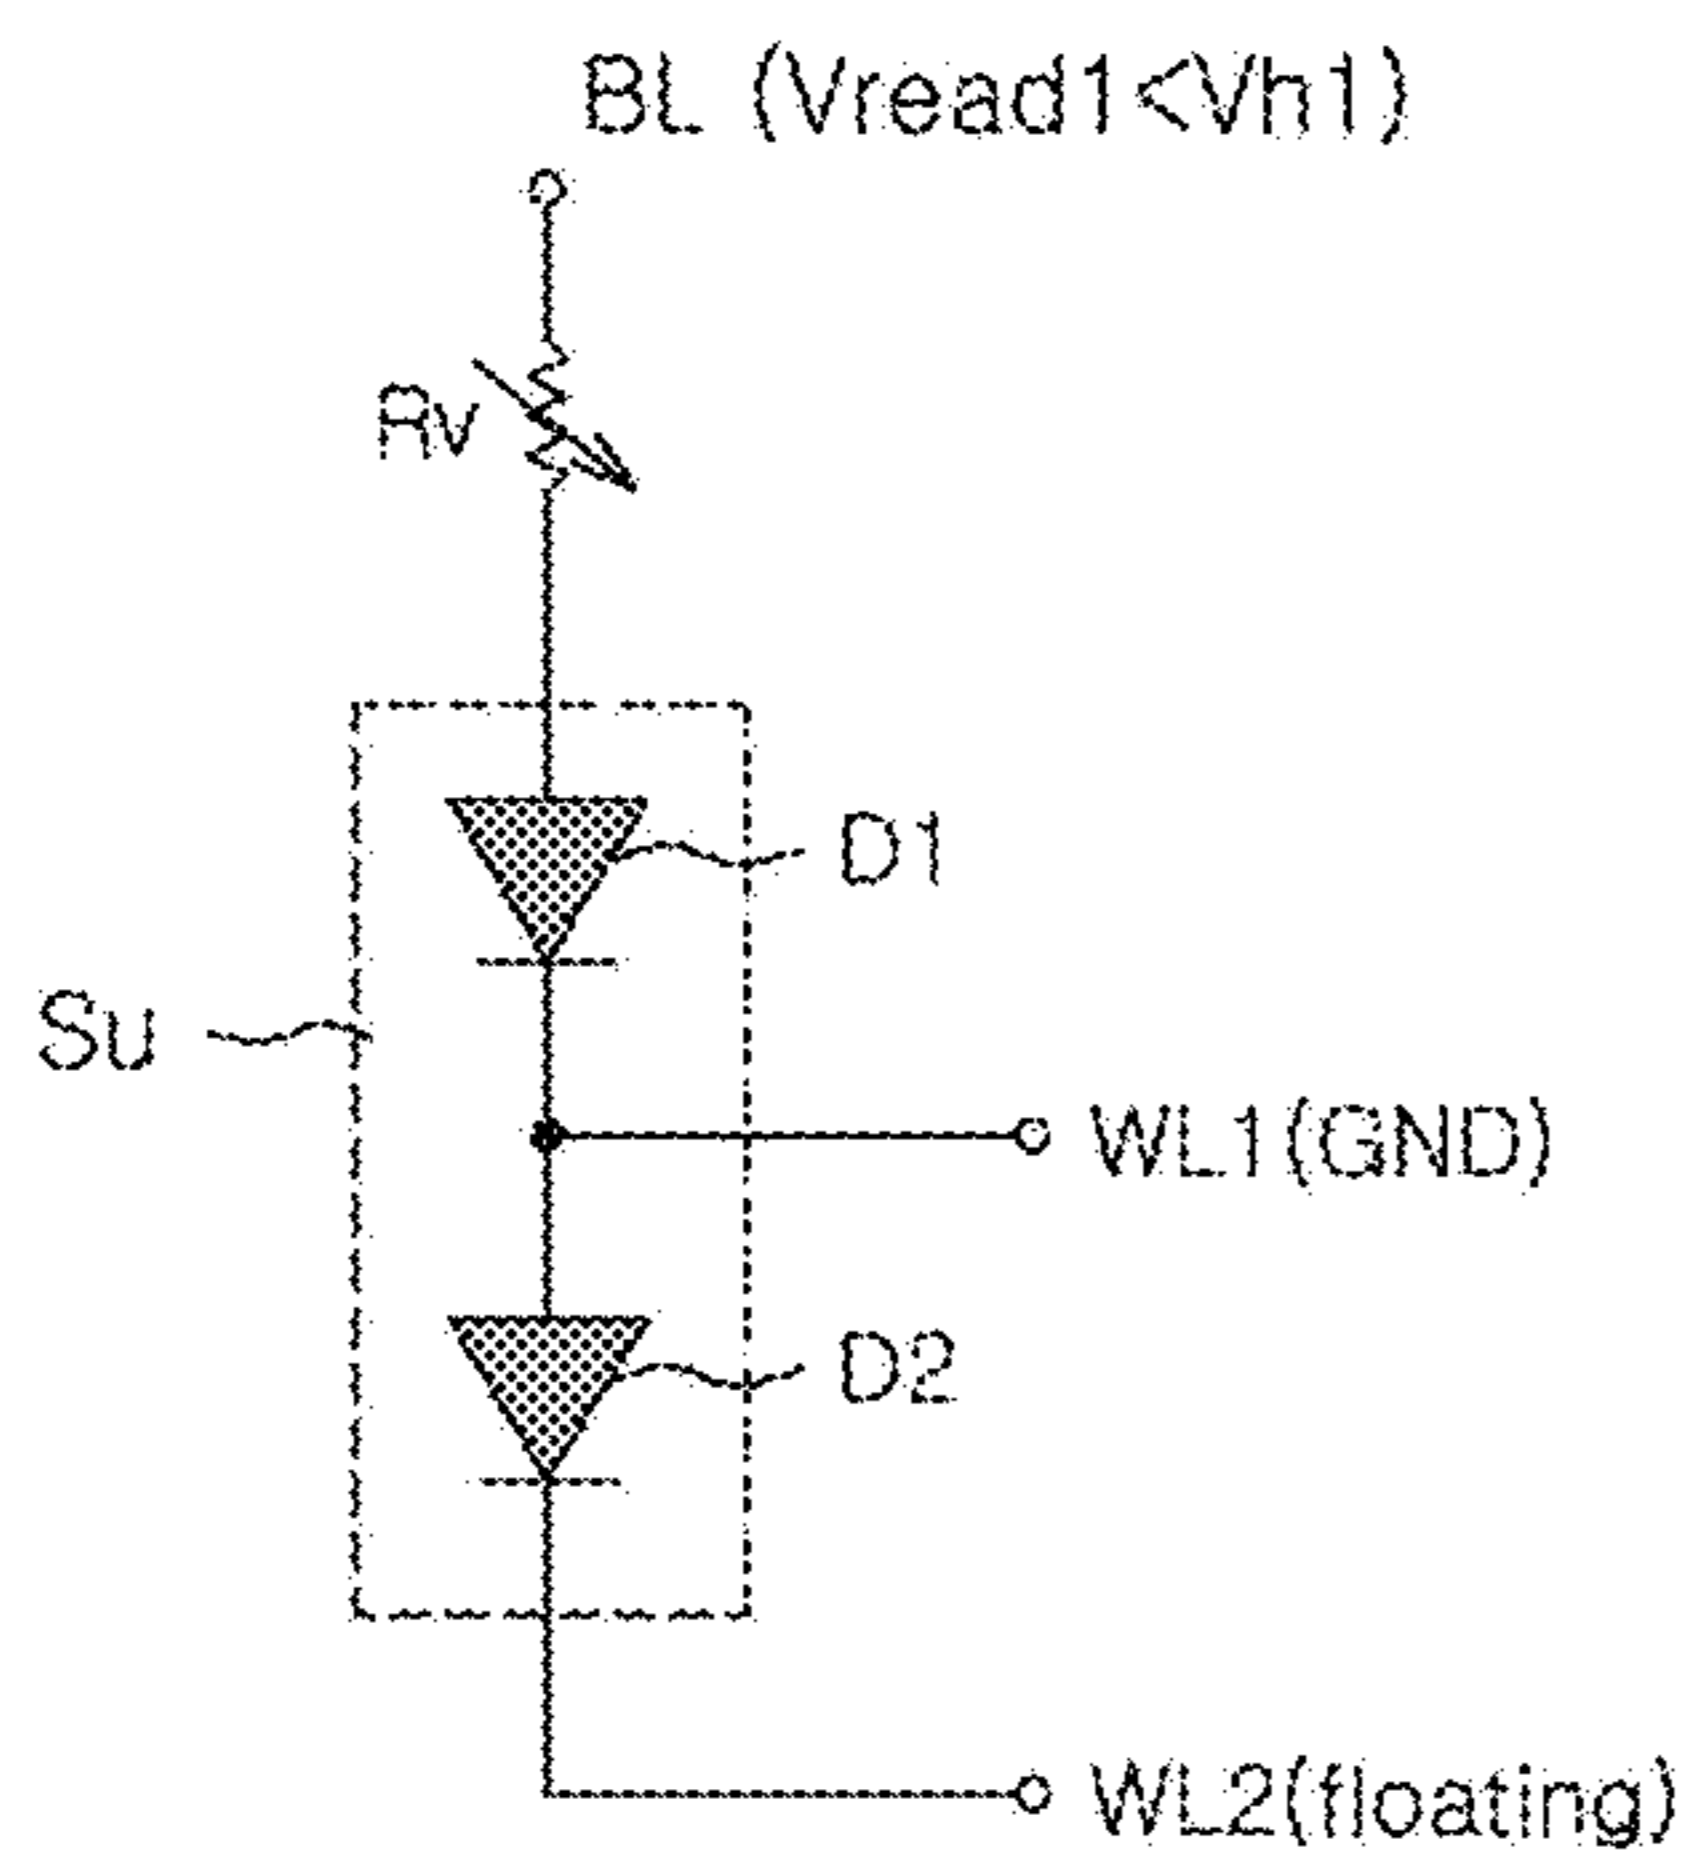 BL (Vread1<Vh1)
Rv
D1
Su
WL1(GND)
D2
WL2(floating)